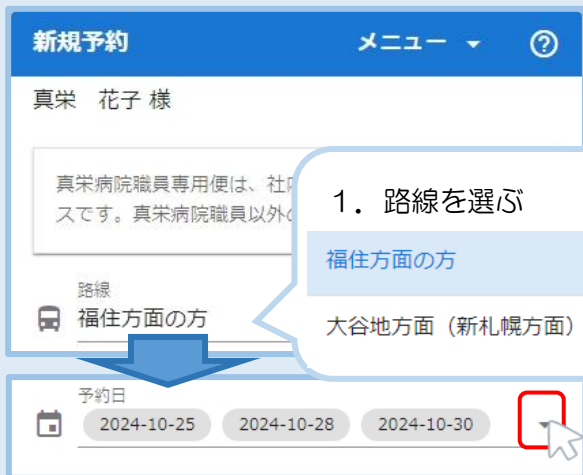 新規予約
メニュー
真栄 花子 様
真栄病院職員専用便は、社
スです。真栄病院職員以外
1. 路線を選ぶ
福住方面の方
大谷地方面（新札幌方面）
路線
福住方面の方
予約日
2024-10-25 2024-10-28 2024-10-30